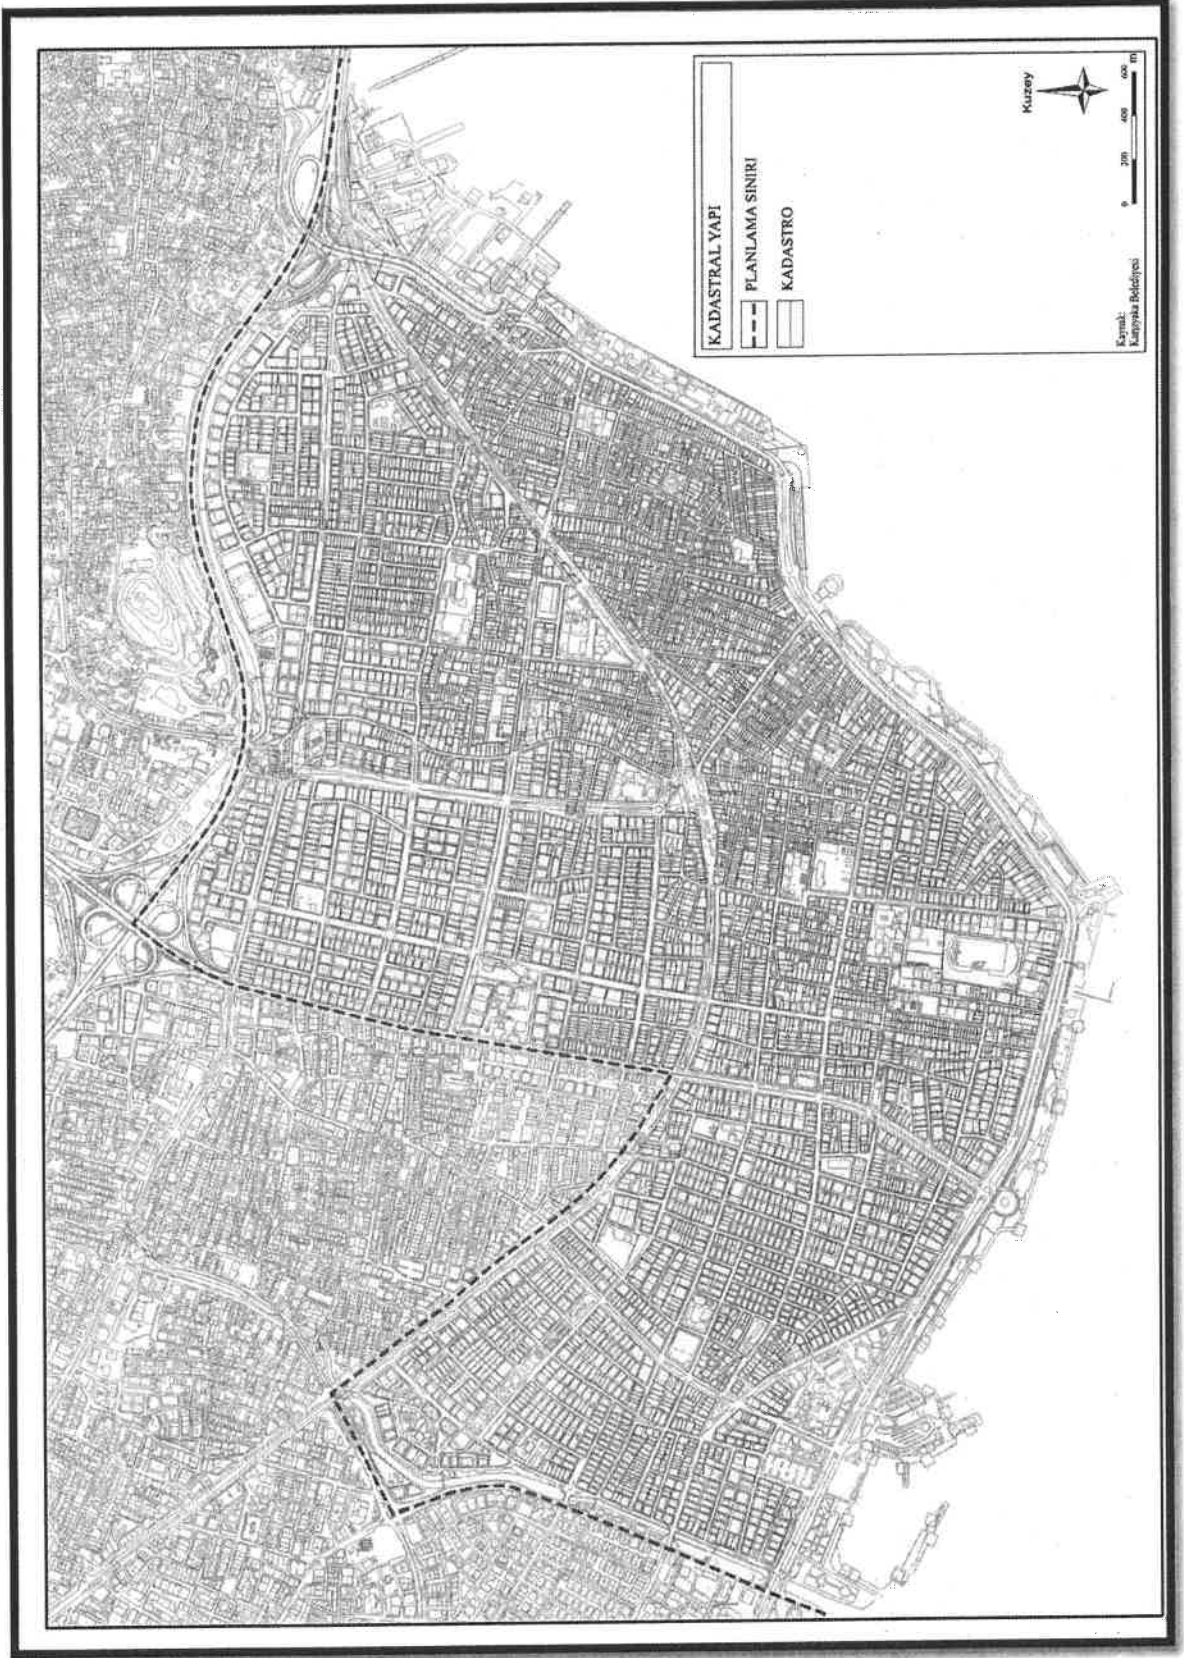 KADASTRAL YAPI
PLANLAMA SINIRI
KADASTRO
Kuzey
0 200 400 600 m
Kaynak:
Karşıyaka Belediyesi